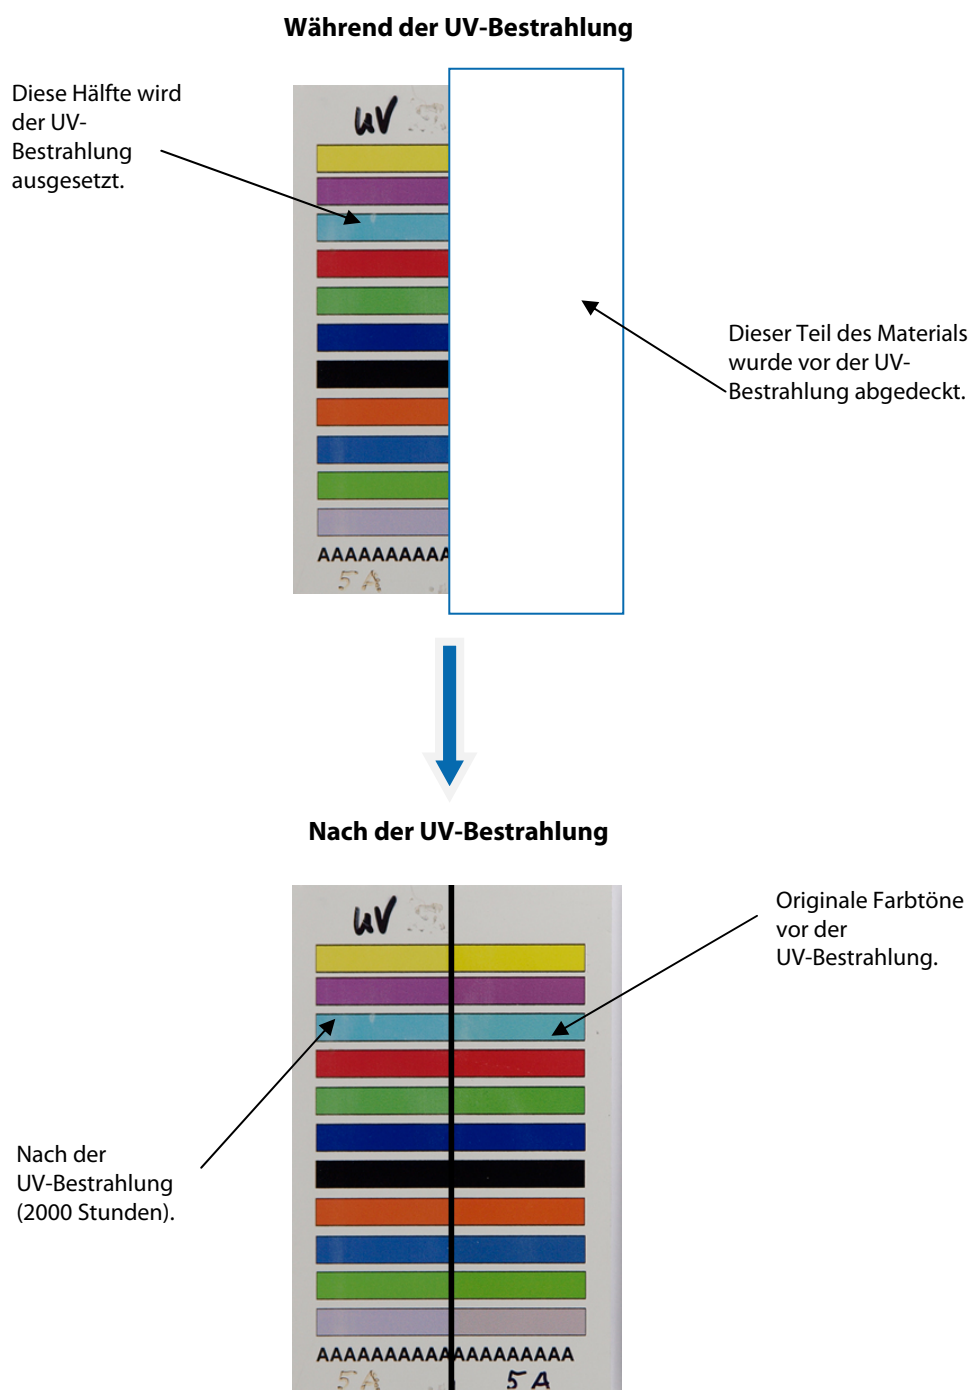 Während der UV-Bestrahlung
Diese Hälfte wird
der UV-
Bestrahlung
ausgesetzt.
uv
AAAAAAAAAA
5A
Dieser Teil des Materials
wurde vor der UV-
Bestrahlung abgedeckt.
Nach der UV-Bestrahlung
Originale Farbtöne
vor der
UV-Bestrahlung.
uv
Nach der
UV-Bestrahlung
(2000 Stunden).
AAAAAAAAAAAAAAAAAAA
5A 5A